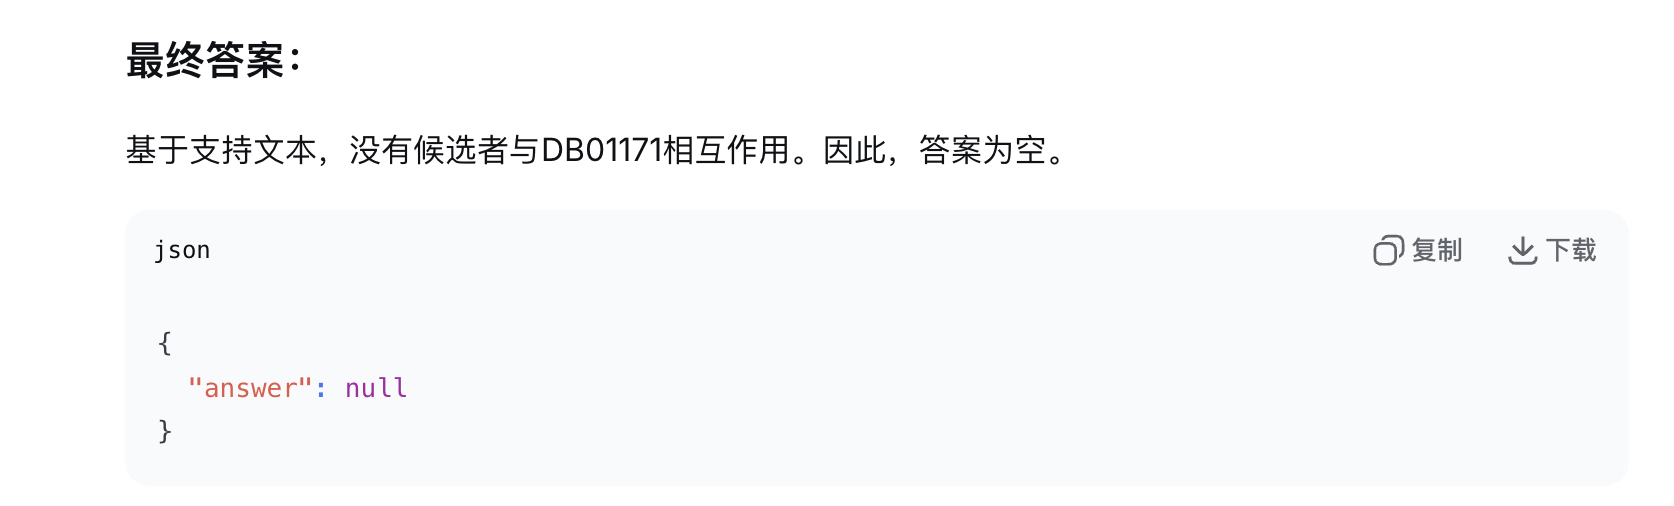 最终答案：
基于支持文本，没有候选者与DB01171相互作用。因此，答案为空。
json
复制
下载
{
"answer": null
}